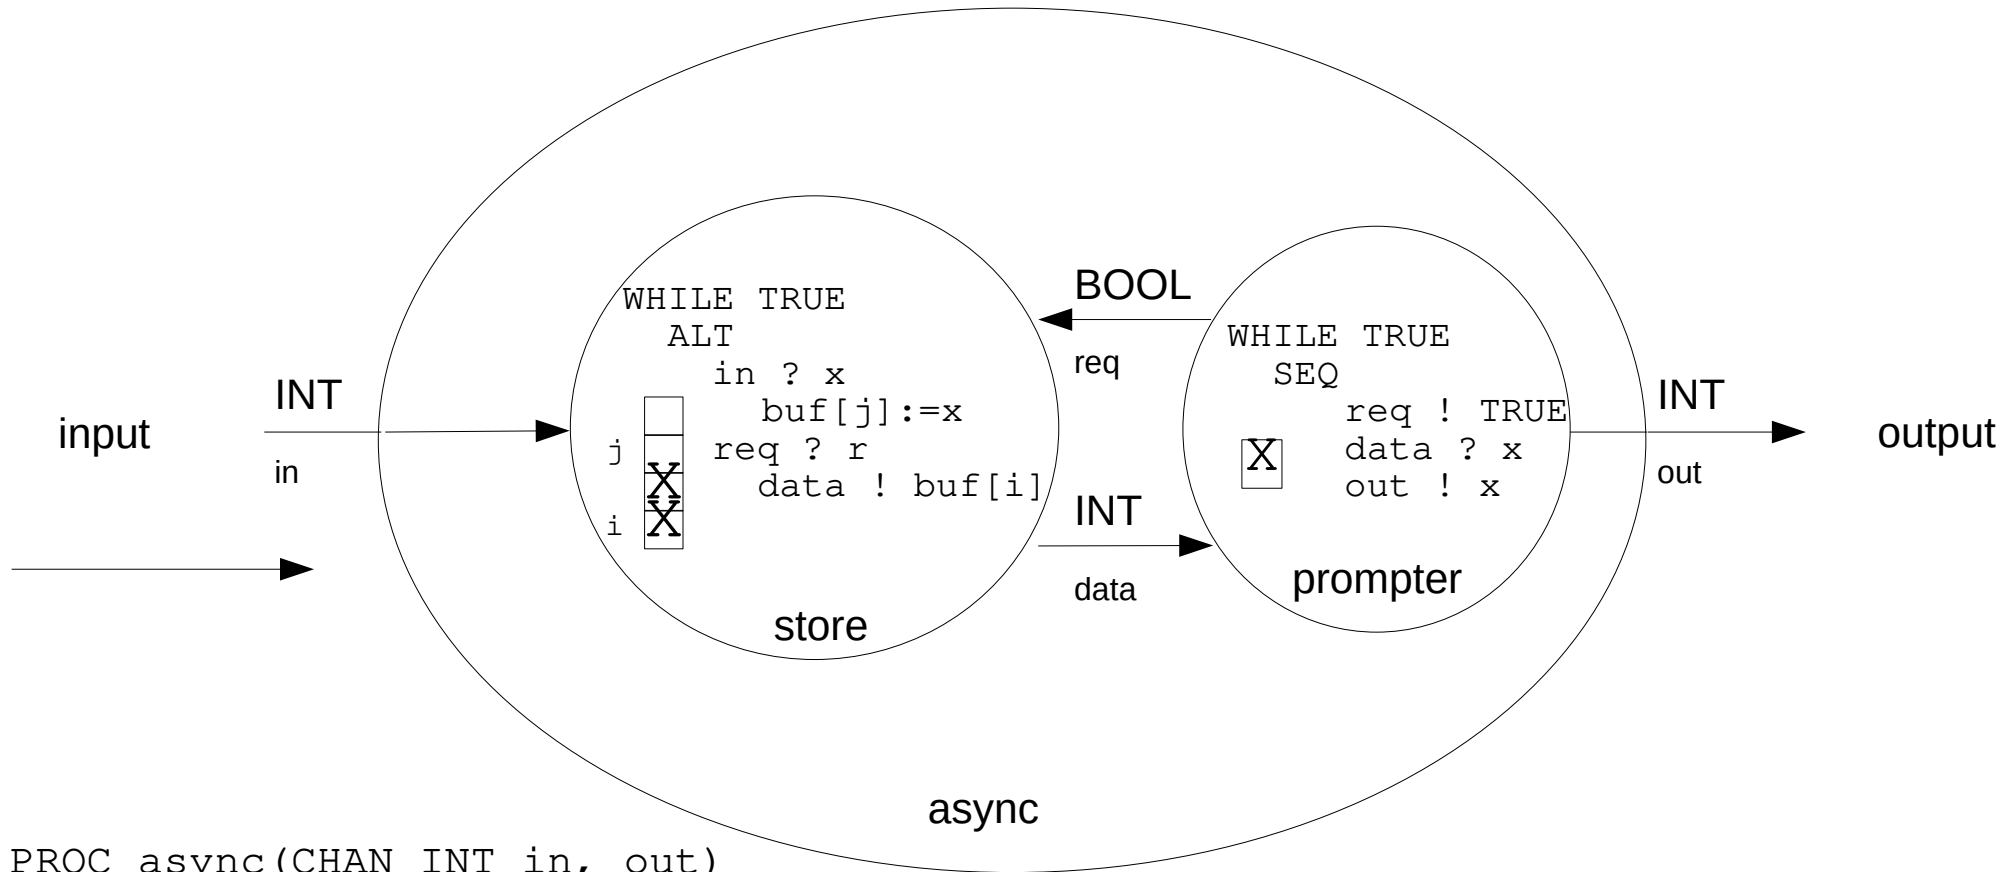 input
INT
in
WHILE TRUE
ALT
in ? x
buf[j]:=x
j
req ? r
X
data ! buf[i]
i
X
store
BOOL
req
INT
data
WHILE TRUE
SEQ
req ! TRUE
X
data ? x
out ! x
prompter
INT
out
output
async
PROC async(CHAN INT in, out)